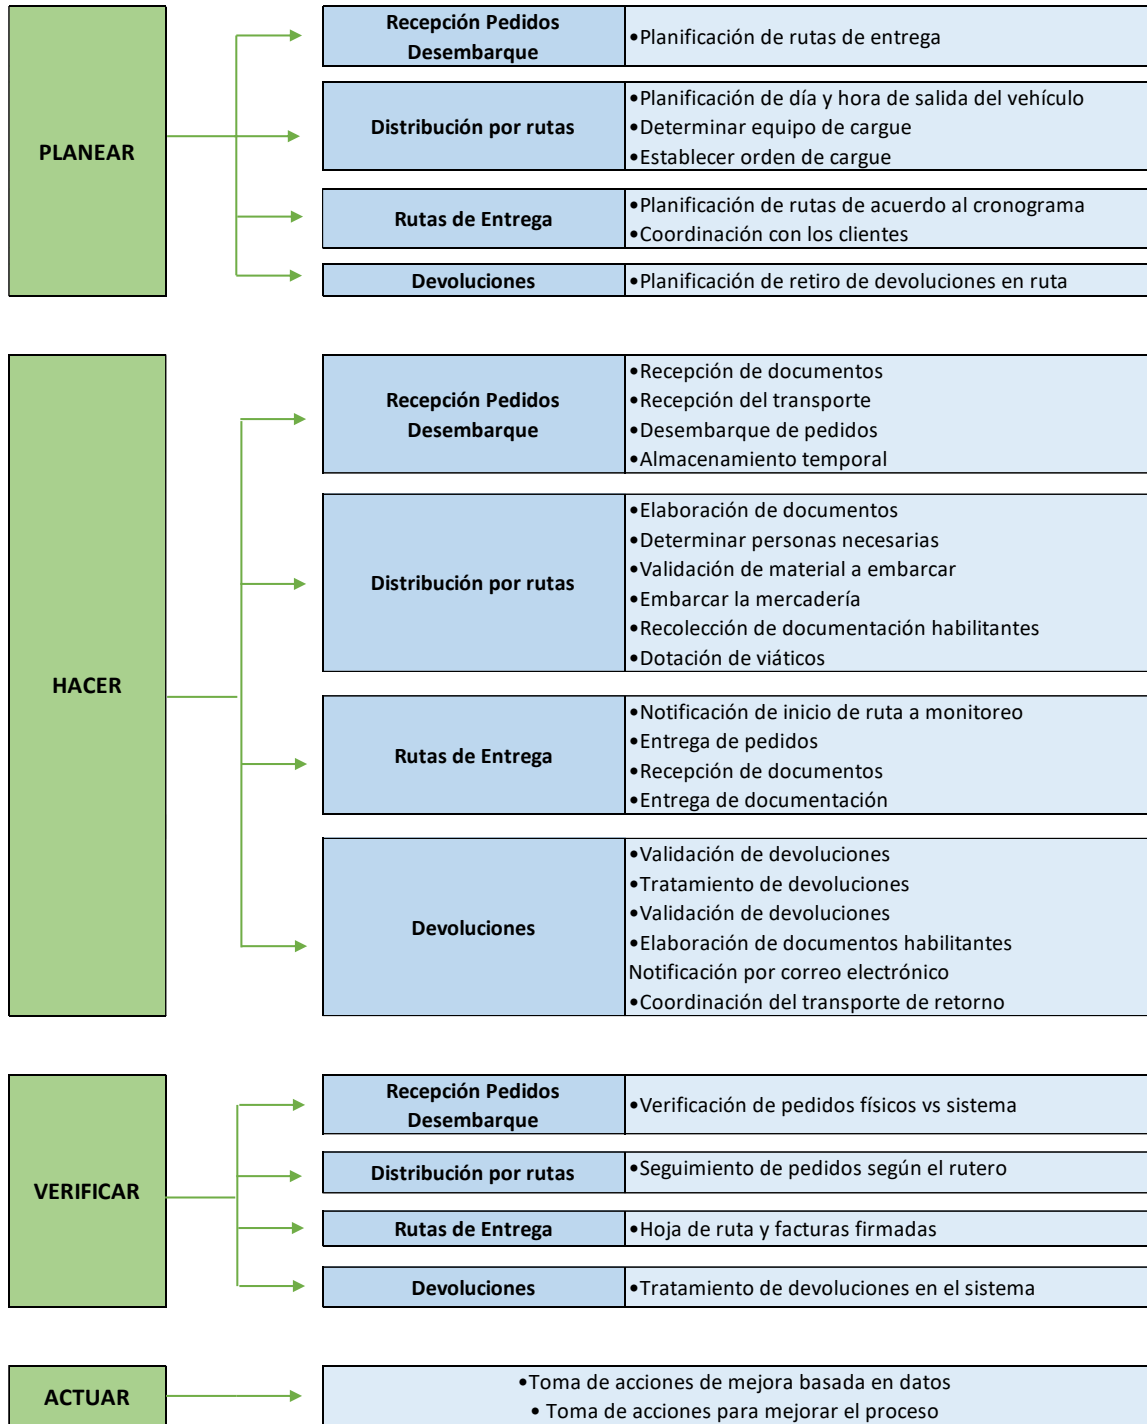 PLANEAR
Recepción Pedidos
Desembarque
•Planificación de rutas de entrega
Distribución por rutas
•Planificación de día y hora de salida del vehículo
•Determinar equipo de cargue
•Establecer orden de cargue
Rutas de Entrega
•Planificación de rutas de acuerdo al cronograma
•Coordinación con los clientes
Devoluciones
•Planificación de retiro de devoluciones en ruta
HACER
Recepción Pedidos
Desembarque
•Recepción de documentos
•Recepción del transporte
•Desembarque de pedidos
•Almacenamiento temporal
Distribución por rutas
•Elaboración de documentos
•Determinar personas necesarias
•Validación de material a embarcar
•Embarcar la mercadería
•Recolección de documentación habilitantes
•Dotación de viáticos
Rutas de Entrega
•Notificación de inicio de ruta a monitoreo
•Entrega de pedidos
•Recepción de documentos
•Entrega de documentación
Devoluciones
•Validación de devoluciones
•Tratamiento de devoluciones
•Validación de devoluciones
•Elaboración de documentos habilitantes
Notificación por correo electrónico
•Coordinación del transporte de retorno
VERIFICAR
Recepción Pedidos
Desembarque
•Verificación de pedidos físicos vs sistema
Distribución por rutas
•Seguimiento de pedidos según el rutero
Rutas de Entrega
•Hoja de ruta y facturas firmadas
Devoluciones
•Tratamiento de devoluciones en el sistema
ACTUAR
•Toma de acciones de mejora basada en datos
• Toma de acciones para mejorar el proceso